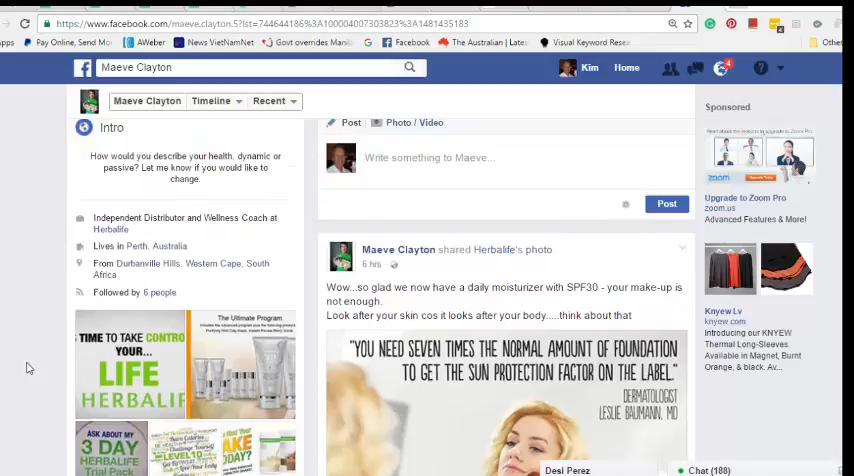 https://www.facebook.com/maeve.clayton.5?lst=744644186%3A100004007303823%3A1481435183
Pay Online, Send Mo
AWeber
News VietNamNet
Govt overrides Manila
Facebook
The Australian | Lates
Visual Keyword Resea
Other
Maeve Clayton
Kim
Home
4
Maeve Clayton
Timeline
Recent
Intro
How would you describe your health, dynamic or
passive? Let me know if you would like to
change.
Independent Distributor and Wellness Coach at
Herbalife
Lives in Perth, Australia
From Durbanville Hills, Western Cape, South
Africa
Followed by 6 people
TIME TO TAKE CONTRO
YOUR...
LIFE
HERBALIF
The Ultimate Program
ASK ABOUT MY
3 DAY
HERBALIFE
Trial Pack
LEVEL10
Post
Photo / Video
Write something to Maeve...
Post
Maeve Clayton shared Herbalife's photo.
6 hrs
Wow...so glad we now have a daily moisturizer with SPF30 - your make-up is
not enough.
Look after your skin cos it looks after your body.....think about that
"YOU NEED SEVEN TIMES THE NORMAL AMOUNT OF FOUNDATION
TO GET THE SUN PROTECTION FACTOR ON THE LABEL."
DERMATOLOGIST
LESLIE BAUMANN, MD
Sponsored
zoom
Upgrade to Zoom Pro
zoom.us
Advanced Features & More!
Knyew Lv
knyew.com
Introducing our KNYEW
Thermal Long-Sleeves.
Available in Magnet, Burnt
Orange, & black. Av...
Desi Perez
Chat (188)